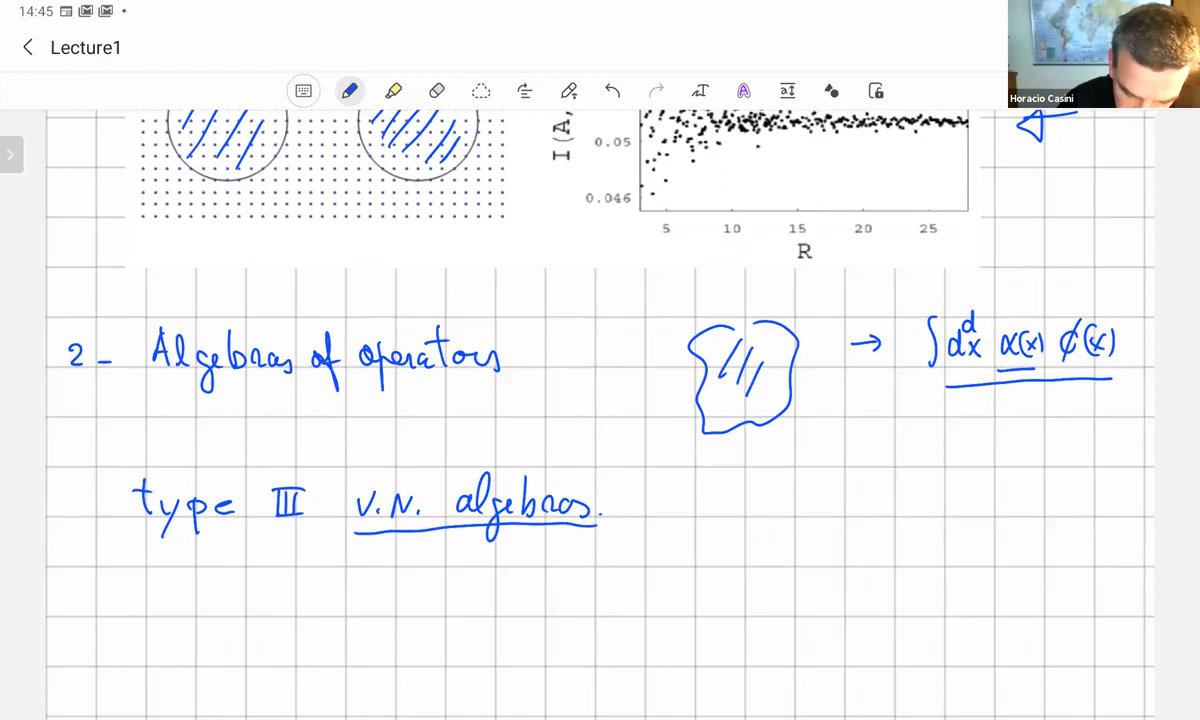 14:45
Lecture1
Horacio Casini
I(A,
0.05
0.046
5 10 15 20 25
R
2 - Algebras of operators → ∫ d^d x α(x) ϕ(x)
type III V.N. algebras.